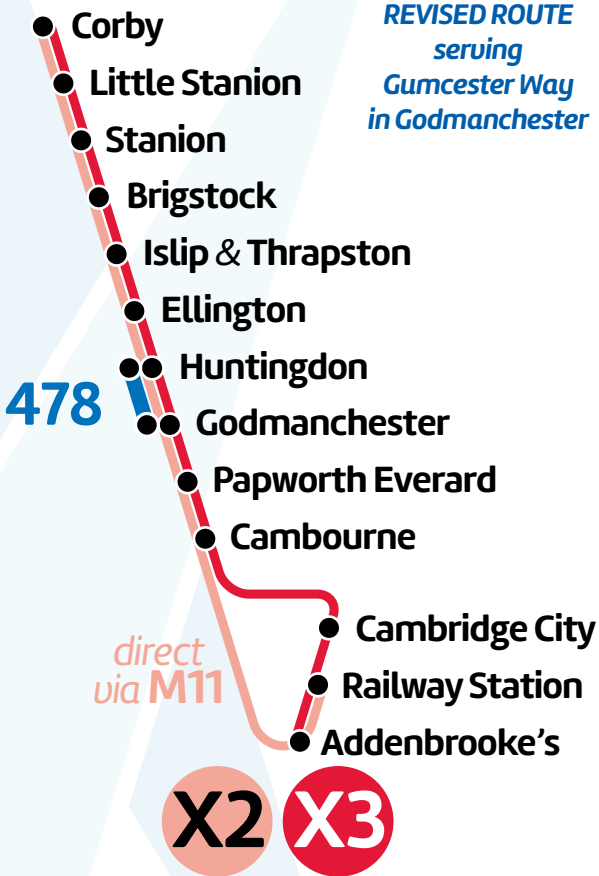 REVISED ROUTE
serving
Gumcester Way
in Godmanchester
Corby
Little Stanion
Stanion
Brigstock
Islip & Thrapston
Ellington
Huntingdon
478
Godmanchester
Papworth Everard
Cambourne
Cambridge City
direct
via M11
Railway Station
Addenbrooke's
X2 X3